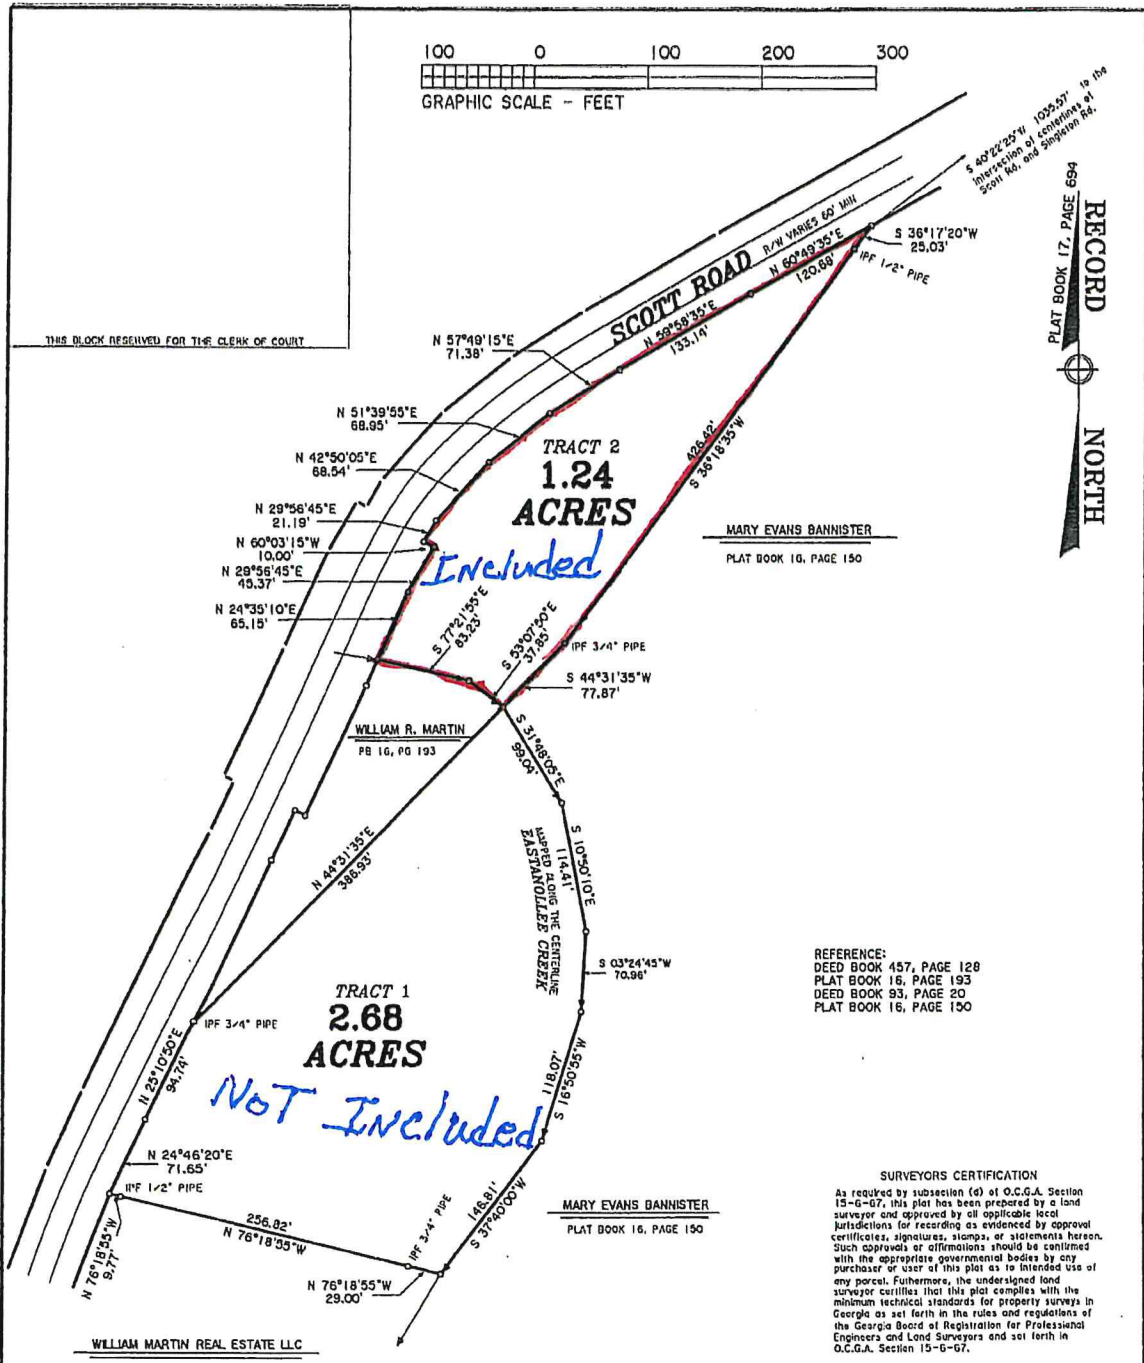 100 0 100 200 300
GRAPHIC SCALE - FEET
S 40°22'25"W 1035.57' to the
intersection of centerlines of
Scott Rd. and Singleton Rd.
PLAT BOOK 17, PAGE 694
RECORD
NORTH
THIS BLOCK RESERVED FOR THE CLERK OF COURT
SCOTT ROAD
R/W VARIES 60' MIN
N 60°49'35"E
120.68'
S 36°17'20"W
25.03'
IPF 1/2" PIPE
N 59°58'35"E
133.14'
N 57°49'15"E
71.38'
N 51°39'55"E
68.95'
N 42°50'05"E
68.54'
N 29°56'45"E
21.19'
N 60°03'15"W
10.00'
N 29°56'45"E
45.37'
N 24°35'10"E
65.15'
TRACT 2
1.24
ACRES
Included
426.42'
S 36°18'35"W
MARY EVANS BANNISTER
PLAT BOOK 16, PAGE 150
S 77°21'55"E
83.23'
S 53°07'50"E
37.85'
IPF 3/4" PIPE
S 44°31'35"W
77.87'
WILLIAM R. MARTIN
PB 16, PG 193
S 31°48'05"E
99.04'
N 44°31'35"E
386.93'
S 10°50'10"E
114.41'
MAPPED ALONG THE CENTERLINE
EASTANOLLEE CREEK
S 03°24'45"W
70.96'
REFERENCE:
DEED BOOK 457, PAGE 128
PLAT BOOK 16, PAGE 193
DEED BOOK 93, PAGE 20
PLAT BOOK 16, PAGE 150
TRACT 1
2.68
ACRES
NOT Included
IPF 3/4" PIPE
N 25°10'50"E
94.74'
118.07'
S 16°50'55"W
N 24°46'20"E
71.65'
IPF 1/2" PIPE
N 76°18'55"W
9.77'
256.82'
N 76°18'55"W
IPF 3/4" PIPE
146.81'
S 37°40'00"W
N 76°18'55"W
29.00'
MARY EVANS BANNISTER
PLAT BOOK 16, PAGE 150
WILLIAM MARTIN REAL ESTATE LLC
SURVEYORS CERTIFICATION
As required by subsection (d) of O.C.G.A. Section
15-6-67, this plat has been prepared by a land
surveyor and approved by all applicable local
jurisdictions for recording as evidenced by approval
certificates, signatures, stamps, or statements hereon.
Such approvals or affirmations should be confirmed
with the appropriate governmental bodies by any
purchaser or user of this plat as to intended use of
any parcel. Futhermore, the undersigned land
surveyor certifies that this plat complies with the
minimum technical standards for property surveys in
Georgia as set forth in the rules and regulations of
the Georgia Board of Registration for Professional
Engineers and Land Surveyors and set forth in
O.C.G.A. Section 15-6-67.